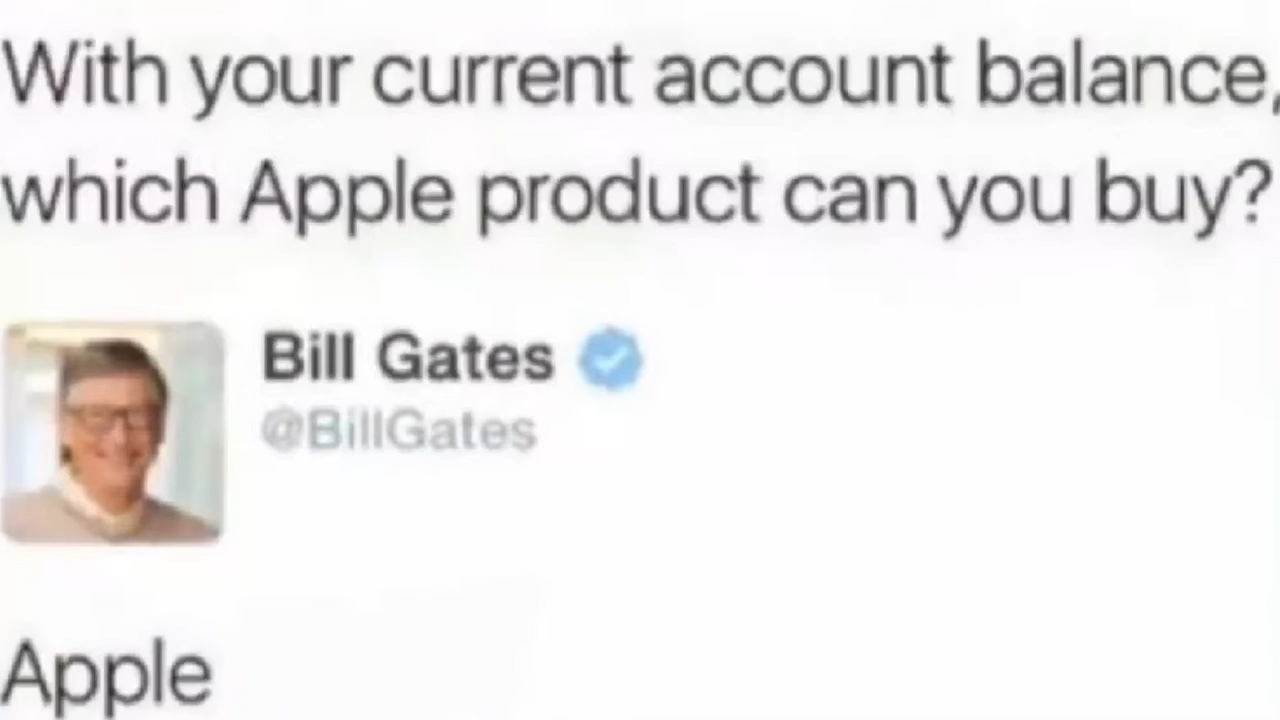 With your current account balance,
which Apple product can you buy?
Bill Gates
@BillGates
Apple